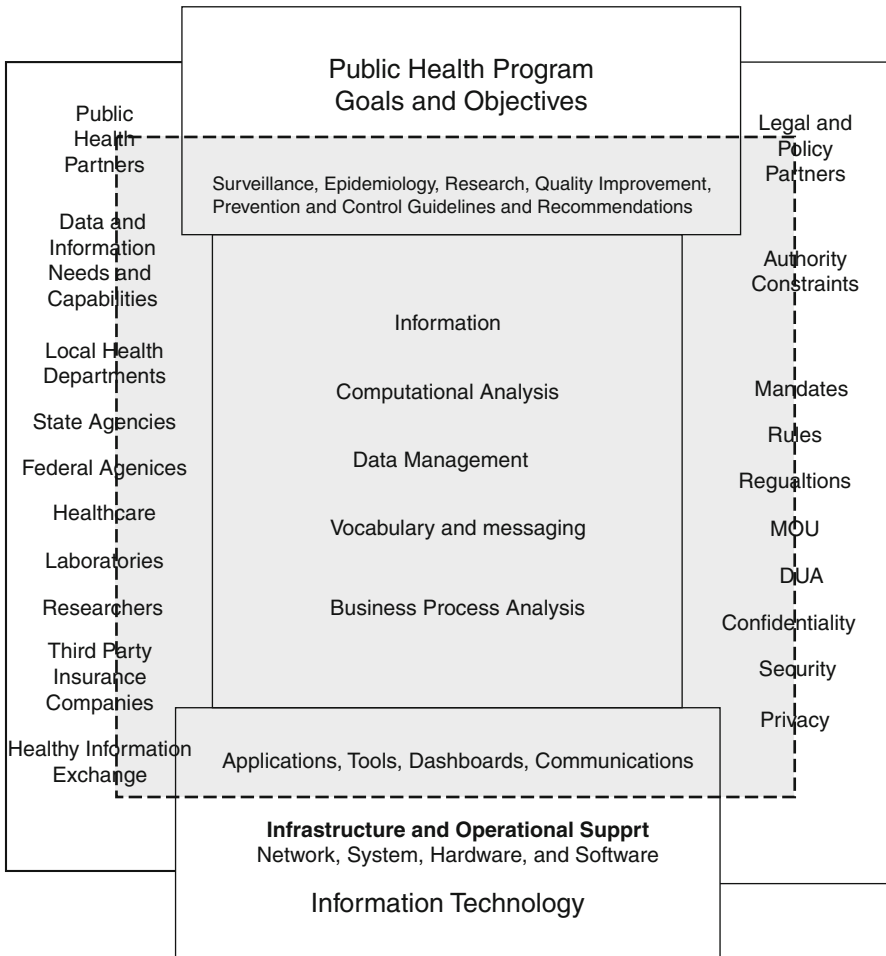 Public Health Program
Goals and Objectives
Surveillance, Epidemiology, Research, Quality Improvement,
Prevention and Control Guidelines and Recommendations
Public
Health
Partners
Data and
Information
Needs and
Capabilities
Local Health
Departments
State Agencies
Federal Agenices
Healthcare
Laboratories
Researchers
Third Party
Insurance
Companies
Healthy Information
Exchange
Information
Computational Analysis
Data Management
Vocabulary and messaging
Business Process Analysis
Legal and
Policy
Partners
Authority
Constraints
Mandates
Rules
Regualtions
MOU
DUA
Confidentiality
Security
Privacy
Applications, Tools, Dashboards, Communications
Infrastructure and Operational Supprt
Network, System, Hardware, and Software
Information Technology